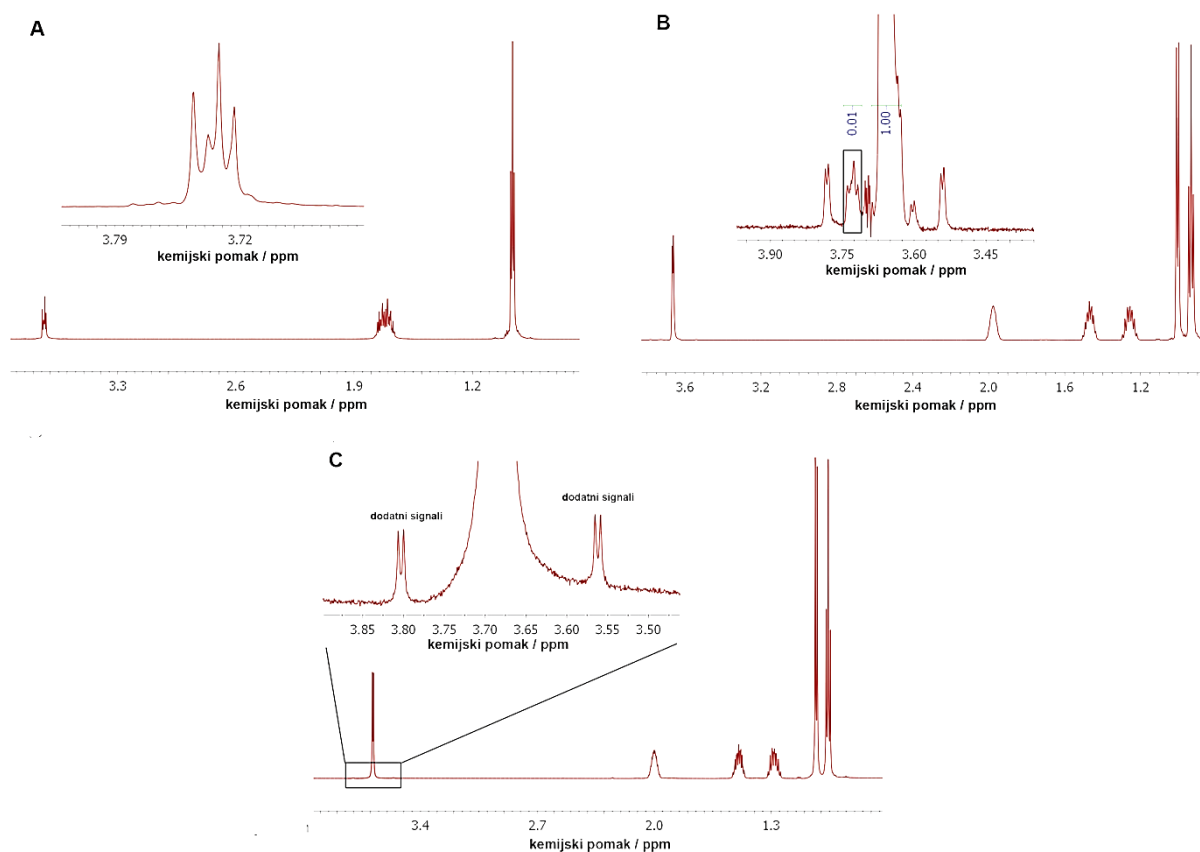 A
3.79 3.72
kemijski pomak / ppm
3.3 2.6 1.9 1.2
kemijski pomak / ppm
B
0.01 1.00
3.90 3.75 3.60 3.45
kemijski pomak / ppm
3.6 3.2 2.8 2.4 2.0 1.6 1.2
kemijski pomak / ppm
C
dodatni signali
dodatni signali
3.85 3.80 3.75 3.70 3.65 3.60 3.55 3.50
kemijski pomak / ppm
3.4 2.7 2.0 1.3
kemijski pomak / ppm